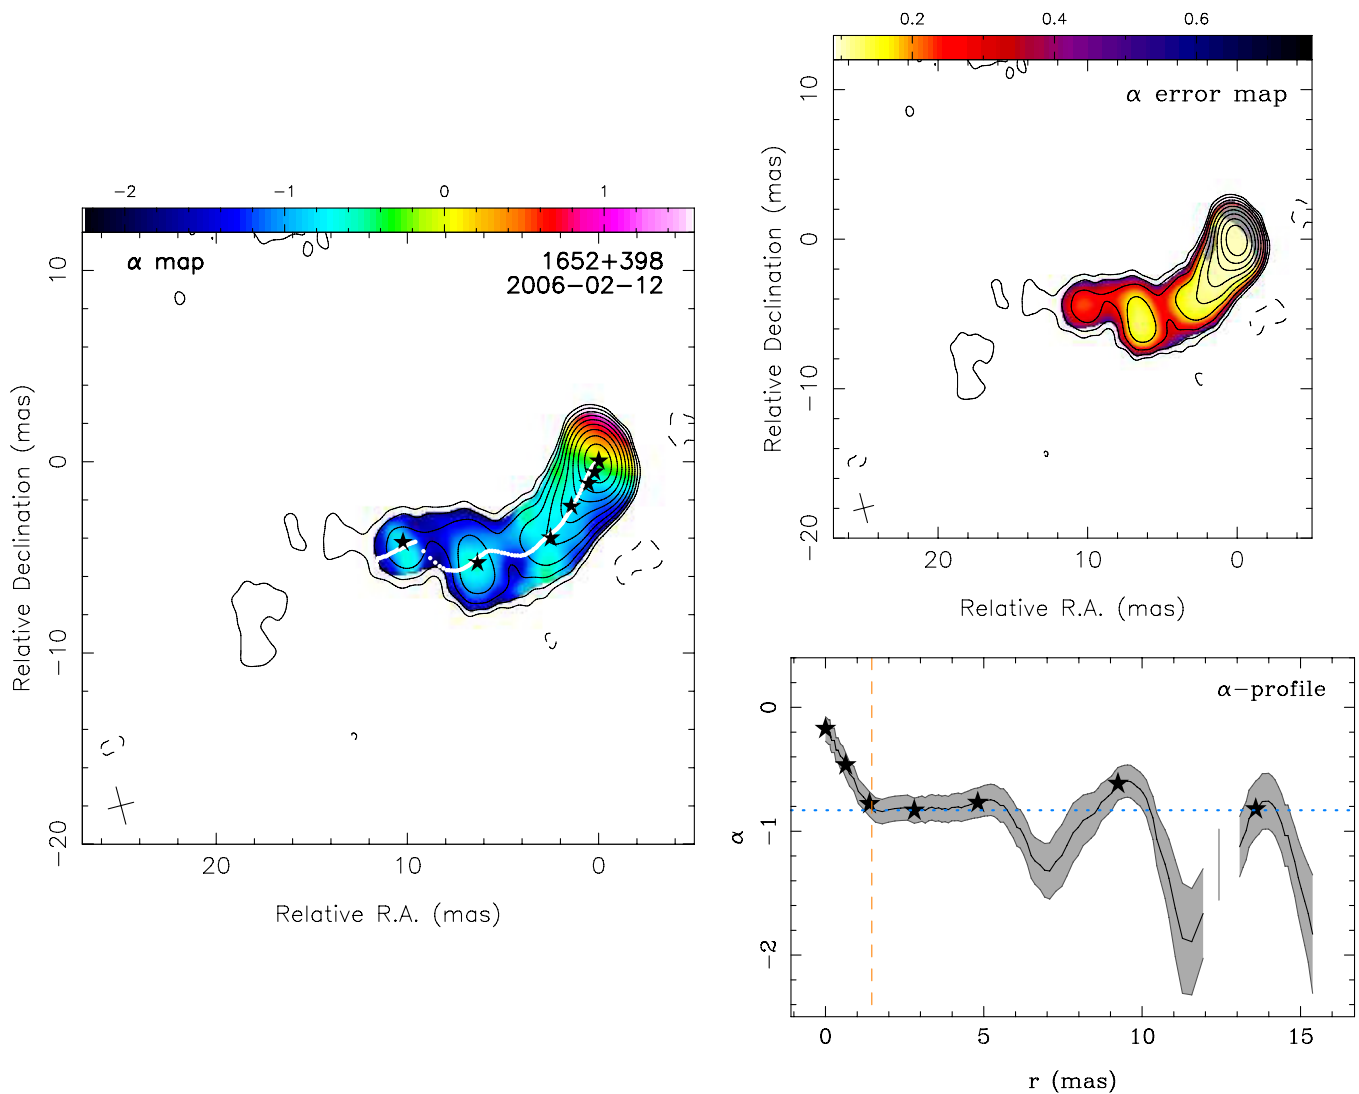 −2 −1 0 1
α map
1652+398
2006−02−12
Relative Declination (mas)
10
0
−10
−20
20 10 0
Relative R.A. (mas)
0.2 0.4 0.6
α error map
Relative Declination (mas)
10
0
−10
−20
20 10 0
Relative R.A. (mas)
α−profile
α
0
−1
−2
0 5 10 15
r (mas)